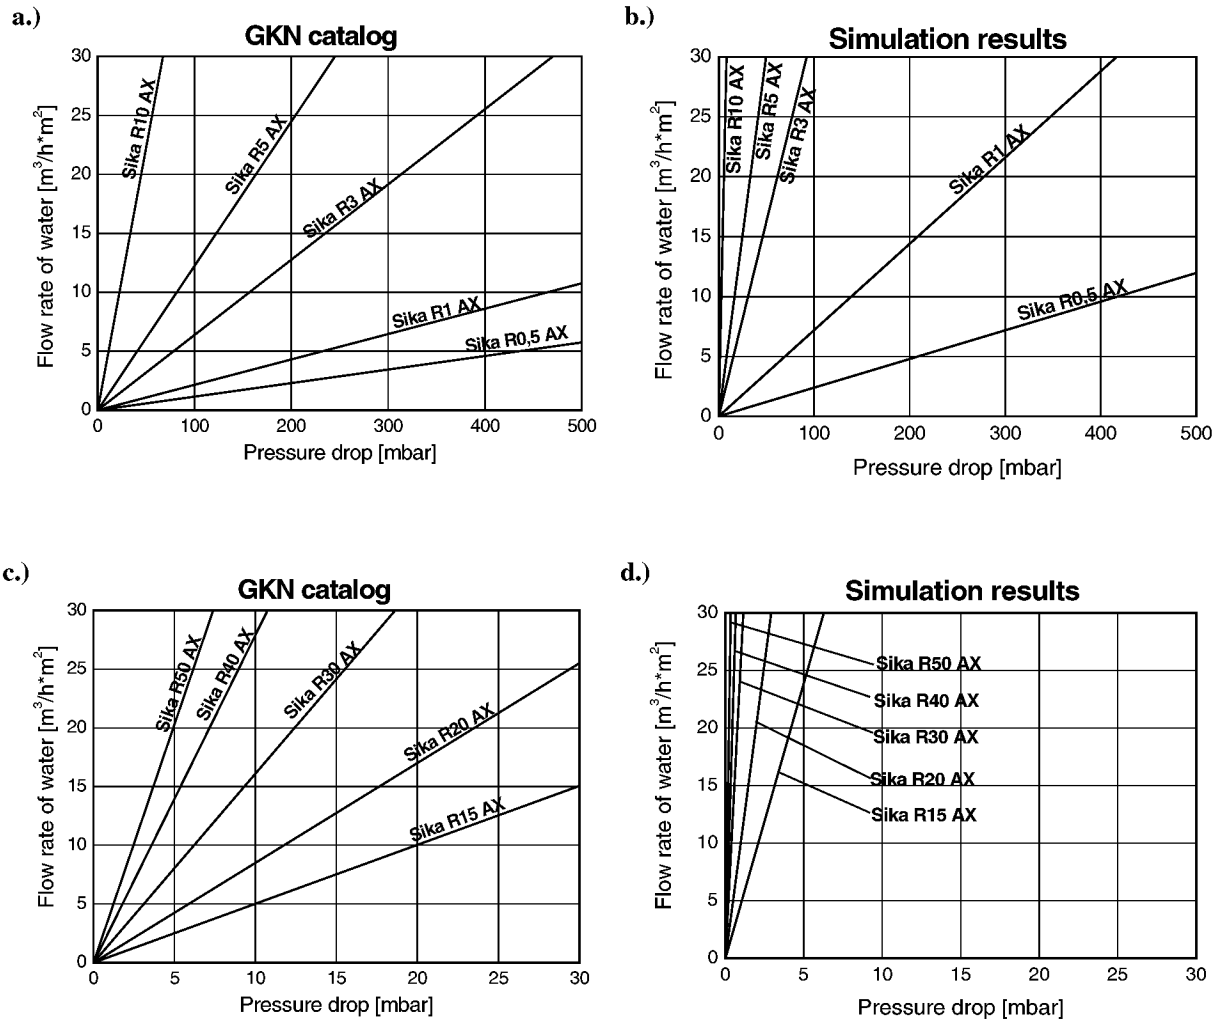 a.)
GKN catalog
Flow rate of water [m³/h*m²]
30
25
20
15
10
5
0
Sika R10 AX
Sika R5 AX
Sika R3 AX
Sika R1 AX
Sika R0,5 AX
0 100 200 300 400 500
Pressure drop [mbar]
b.)
Simulation results
Flow rate of water [m³/h*m²]
30
25
20
15
10
5
0
Sika R10 AX
Sika R5 AX
Sika R3 AX
Sika R1 AX
Sika R0.5 AX
0 100 200 300 400 500
Pressure drop [mbar]
c.)
GKN catalog
Flow rate of water [m³/h*m²]
30
25
20
15
10
5
0
Sika R50 AX
Sika R40 AX
Sika R30 AX
Sika R20 AX
Sika R15 AX
0 5 10 15 20 25 30
Pressure drop [mbar]
d.)
Simulation results
Flow rate of water [m³/h*m²]
30
25
20
15
10
5
0
Sika R50 AX
Sika R40 AX
Sika R30 AX
Sika R20 AX
Sika R15 AX
0 5 10 15 20 25 30
Pressure drop [mbar]